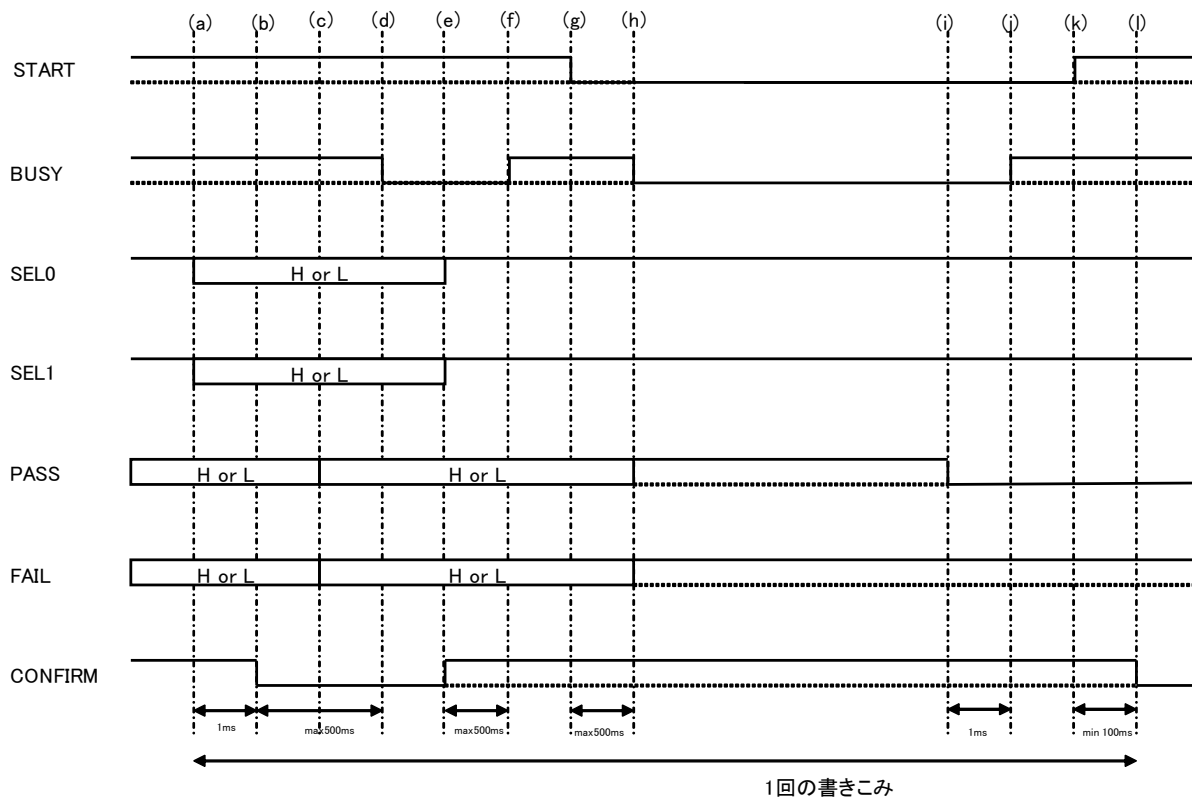 (a) (b) (c) (d) (e) (f) (g) (h) (i) (j) (k) (l)
START
BUSY
SEL0 H or L
SEL1 H or L
PASS H or L H or L
FAIL H or L H or L
CONFIRM
1ms max500ms max500ms max500ms 1ms min 100ms
1回の書きこみ